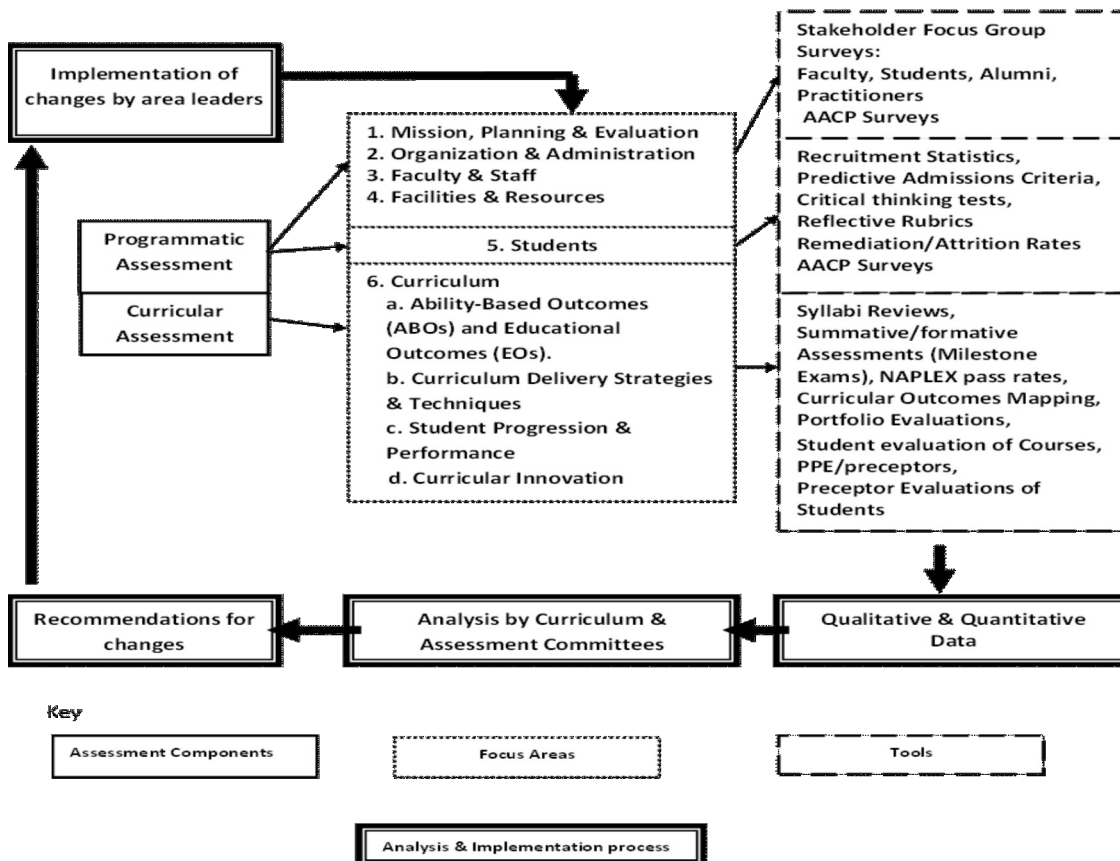 Implementation of
changes by area leaders
Programmatic
Assessment
Curricular
Assessment
1. Mission, Planning & Evaluation
2. Organization & Administration
3. Faculty & Staff
4. Facilities & Resources
5. Students
6. Curriculum
a. Ability-Based Outcomes
(ABOs) and Educational
Outcomes (EOs).
b. Curriculum Delivery Strategies
& Techniques
c. Student Progression &
Performance
d. Curricular Innovation
Stakeholder Focus Group
Surveys:
Faculty, Students, Alumni,
Practitioners
AACP Surveys
Recruitment Statistics,
Predictive Admissions Criteria,
Critical thinking tests,
Reflective Rubrics
Remediation/Attrition Rates
AACP Surveys
Syllabi Reviews,
Summative/formative
Assessments (Milestone
Exams), NAPLEX pass rates,
Curricular Outcomes Mapping,
Portfolio Evaluations,
Student evaluation of Courses,
PPE/preceptors,
Preceptor Evaluations of
Students
Recommendations for
changes
Analysis by Curriculum &
Assessment Committees
Qualitative & Quantitative
Data
Key
Assessment Components
Focus Areas
Tools
Analysis & Implementation process